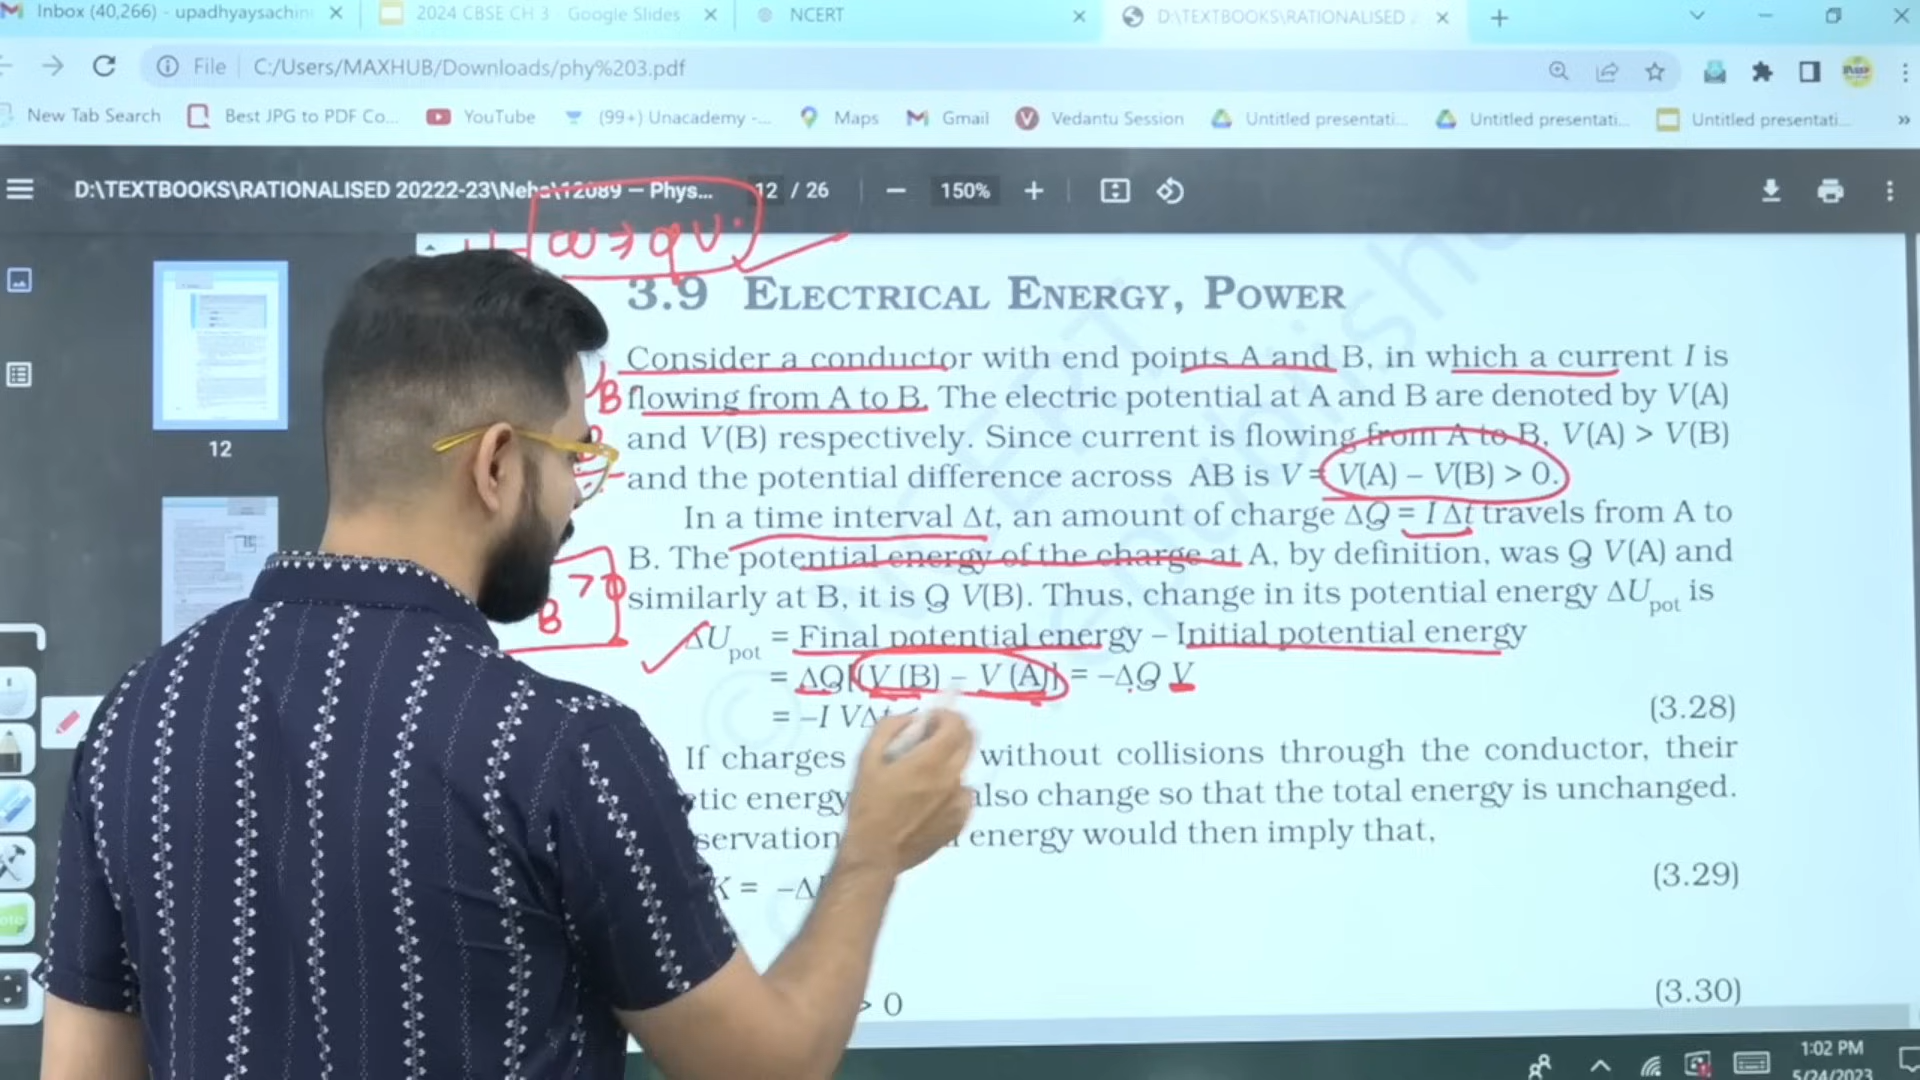 Inbox (40,266) - upadhyaysachin
2024 CBSE CH 3 - Google Slides
NCERT
D:\TEXTBOOKS\RATIONALISED
File
C:/Users/MAXHUB/Downloads/phy%203.pdf
New Tab Search
Best JPG to PDF Co...
YouTube
(99+) Unacademy -...
Maps
Gmail
Vedantu Session
Untitled presentati...
Untitled presentati...
Untitled presentati...
D:\TEXTBOOKS\RATIONALISED 20222-23\Neha\12089 — Phys...
12 / 26
150%
ω ⇒ qV.
3.9 ELECTRICAL ENERGY, POWER
Consider a conductor with end points A and B, in which a current I is
B flowing from A to B. The electric potential at A and B are denoted by V(A)
and V(B) respectively. Since current is flowing from A to B, V(A) > V(B)
and the potential difference across AB is V = V(A) – V(B) > 0.
In a time interval Δt, an amount of charge ΔQ = I Δt travels from A to
B. The potential energy of the charge at A, by definition, was Q V(A) and
B >0
similarly at B, it is Q V(B). Thus, change in its potential energy ΔUpot is
ΔUpot = Final potential energy – Initial potential energy
= ΔQ[(V (B) – V (A)] = –ΔQ V
= –I VΔt (3.28)
If charges without collisions through the conductor, their
energy also change so that the total energy is unchanged.
energy would then imply that,
K = –Δ (3.29)
> 0 (3.30)
12
1:02 PM
5/24/2023